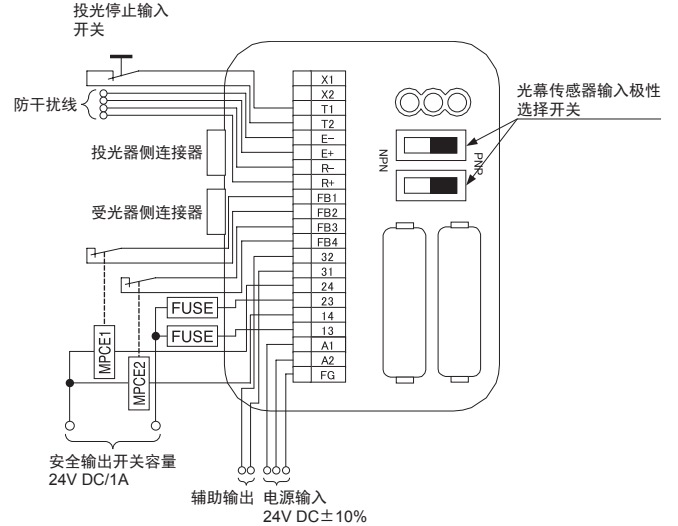 投光停止输入
开关
防干扰线
投光器侧连接器
受光器侧连接器
X1
X2
T1
T2
E−
E+
R−
R+
FB1
FB2
FB3
FB4
32
31
24
23
14
13
A1
A2
FG
NPN
PNP
光幕传感器输入极性
选择开关
FUSE
FUSE
MPCE1
MPCE2
安全输出开关容量
24V DC/1A
辅助输出
电源输入
24V DC±10%